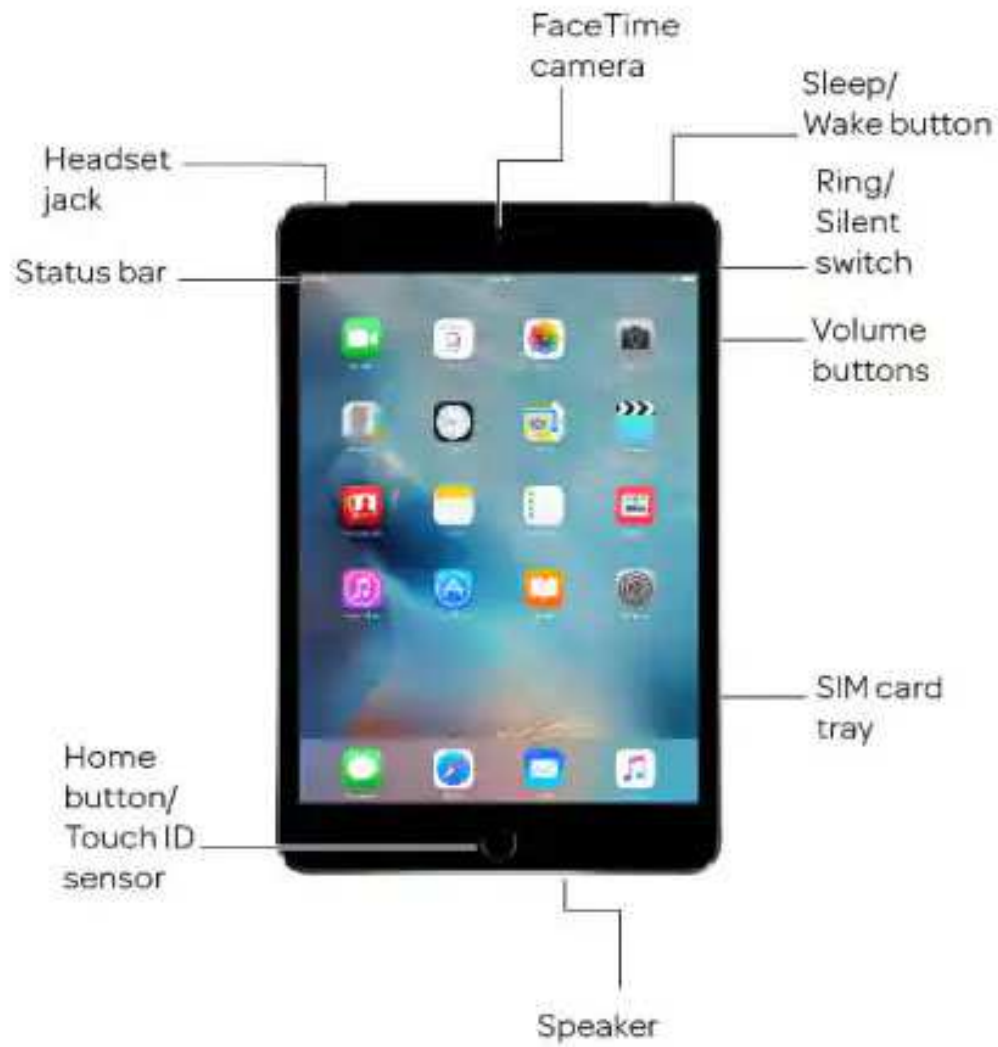 FaceTime
camera
Sleep/
Wake button
Headset
jack
Ring/
Silent
switch
Status bar
Volume
buttons
SIM card
tray
Home
button/
Touch ID
sensor
Speaker